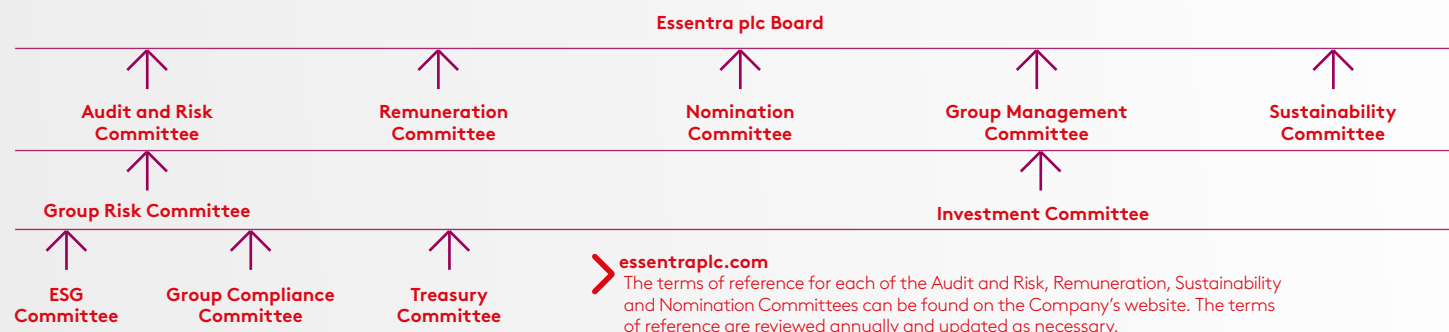 Essentra plc Board
Audit and Risk
Committee
Remuneration
Committee
Nomination
Committee
Group Management
Committee
Sustainability
Committee
Group Risk Committee
Investment Committee
ESG
Committee
Group Compliance
Committee
Treasury
Committee
essentraplc.com
The terms of reference for each of the Audit and Risk, Remuneration, Sustainability
and Nomination Committees can be found on the Company’s website. The terms
of reference are reviewed annually and updated as necessary.